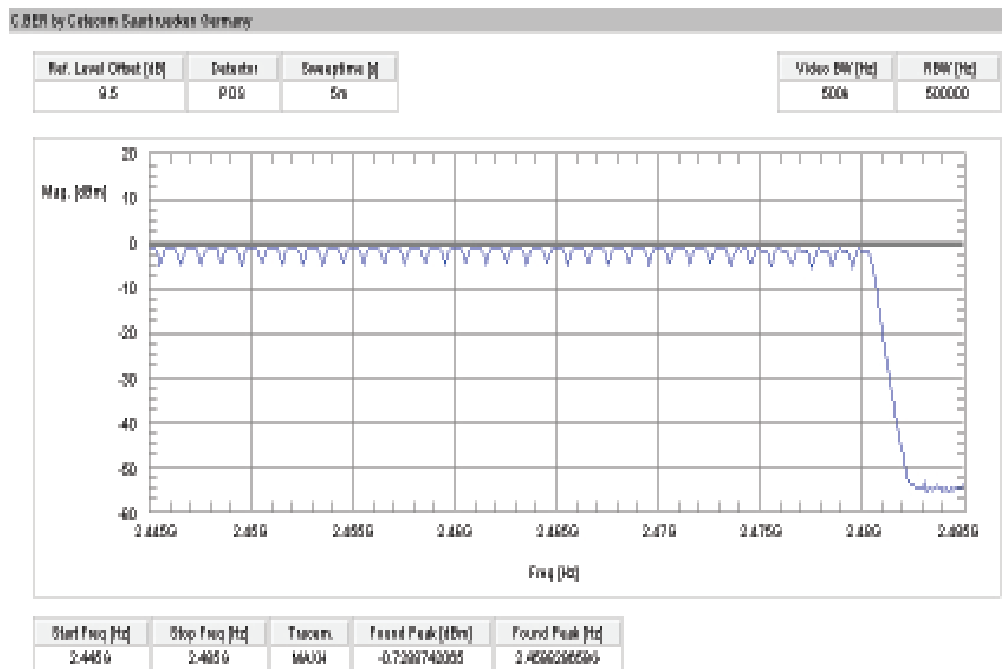 by Cetecom Saarbruecken Germany
Ref. Level Offset [dB] Detector Sweeptime [s] Video BW [Hz] RBW [Hz]
9.5 POS 5m 500k 500000
20
Mag. [dBm] 10
0
-10
-20
-30
-40
-50
-60
2.445G 2.45G 2.455G 2.46G 2.465G 2.47G 2.475G 2.48G 2.485G
Freq [Hz]
Start Freq [Hz] Stop Freq [Hz] Found Peak [dBm] Found Peak [Hz]
2.445G 2.485G